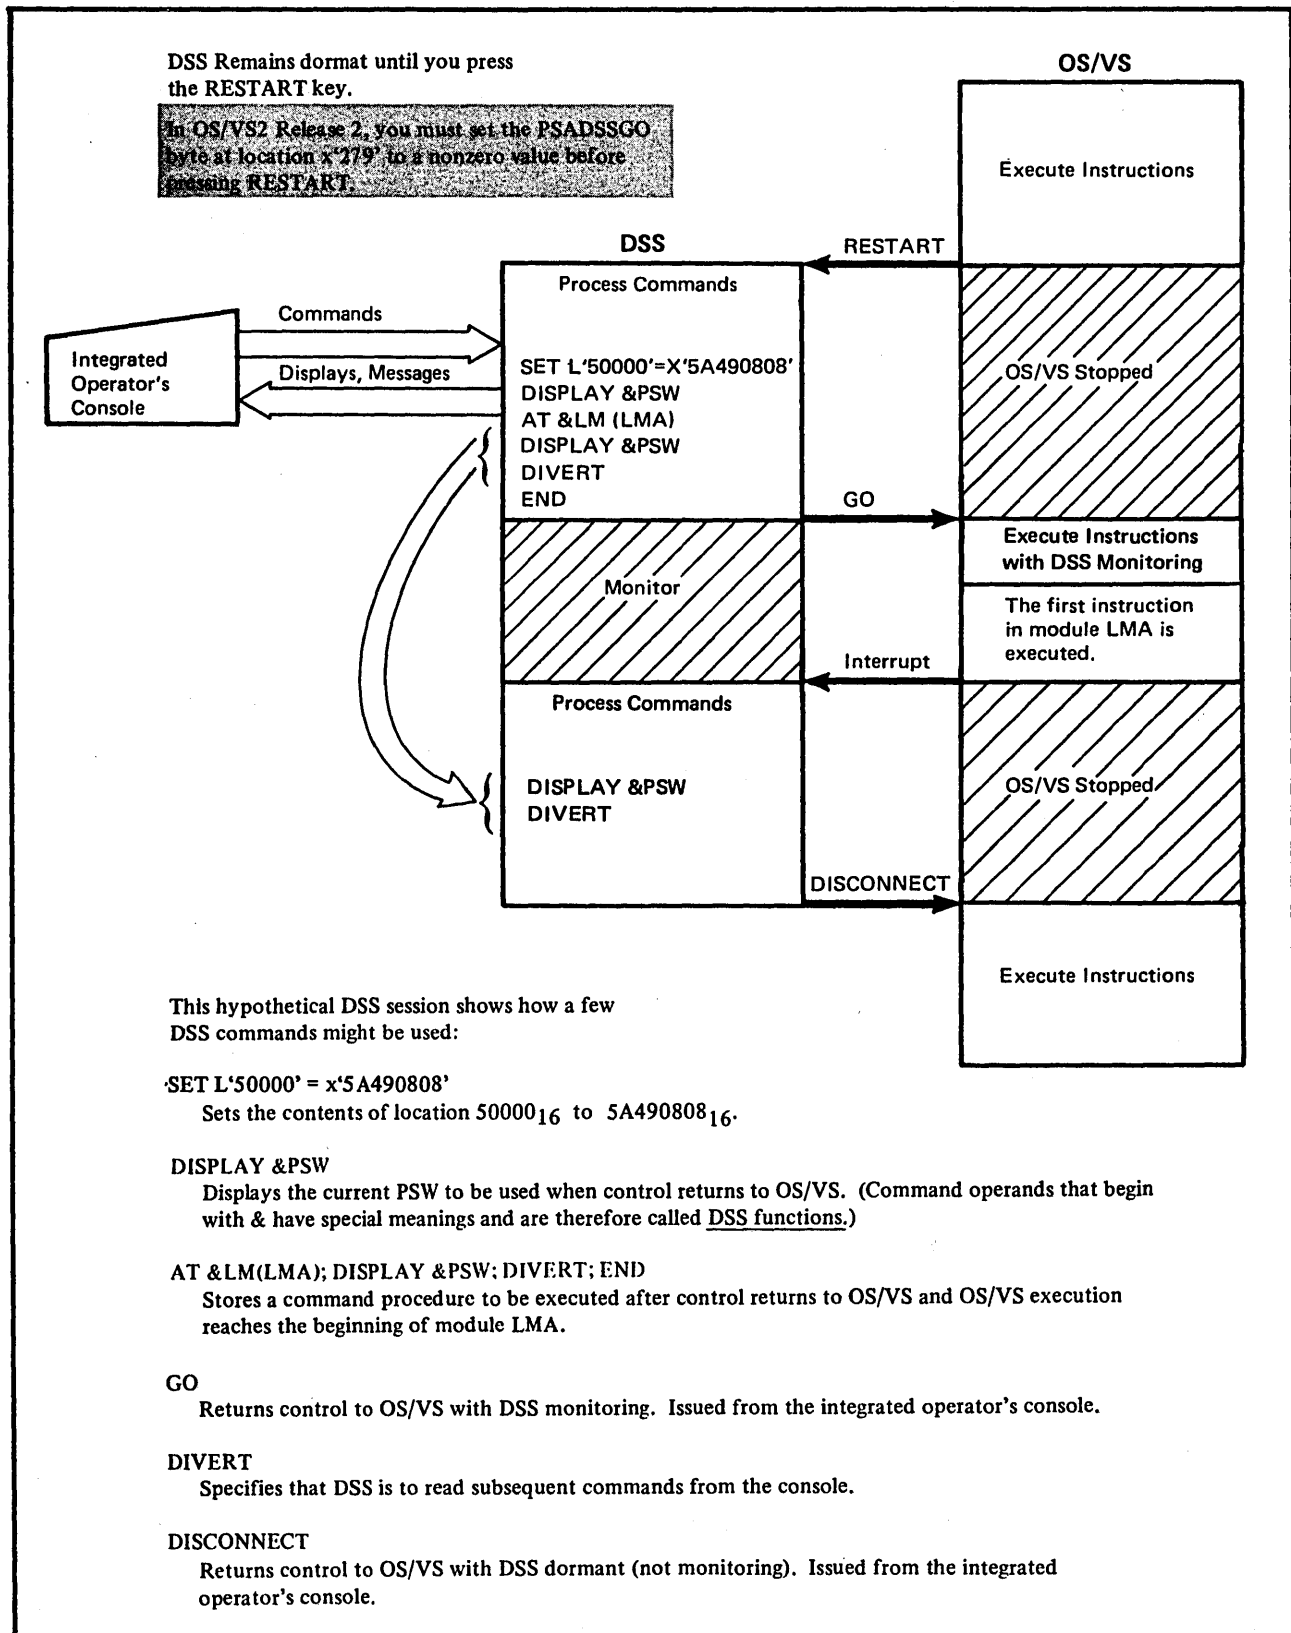 DSS Remains dormat until you press
the RESTART key.
In OS/VS2 Release 2, you must set the PSADSSGO
byte at location x‘279’ to a nonzero value before
pressing RESTART.
OS/VS
Execute Instructions
DSS
RESTART
Process Commands
Commands
Integrated
Operator's
Console
Displays, Messages
SET L‘50000’=X‘5A490808’
DISPLAY &PSW
AT &LM (LMA)
DISPLAY &PSW
DIVERT
END
OS/VS Stopped
GO
Execute Instructions
with DSS Monitoring
Monitor
The first instruction
in module LMA is
executed.
Interrupt
Process Commands
DISPLAY &PSW
DIVERT
OS/VS Stopped
DISCONNECT
Execute Instructions
This hypothetical DSS session shows how a few
DSS commands might be used:
SET L‘50000’ = x‘5A490808’
Sets the contents of location 50000₁₆ to 5A490808₁₆.
DISPLAY &PSW
Displays the current PSW to be used when control returns to OS/VS. (Command operands that begin
with & have special meanings and are therefore called DSS functions.)
AT &LM(LMA); DISPLAY &PSW; DIVERT; END
Stores a command procedure to be executed after control returns to OS/VS and OS/VS execution
reaches the beginning of module LMA.
GO
Returns control to OS/VS with DSS monitoring. Issued from the integrated operator's console.
DIVERT
Specifies that DSS is to read subsequent commands from the console.
DISCONNECT
Returns control to OS/VS with DSS dormant (not monitoring). Issued from the integrated
operator's console.